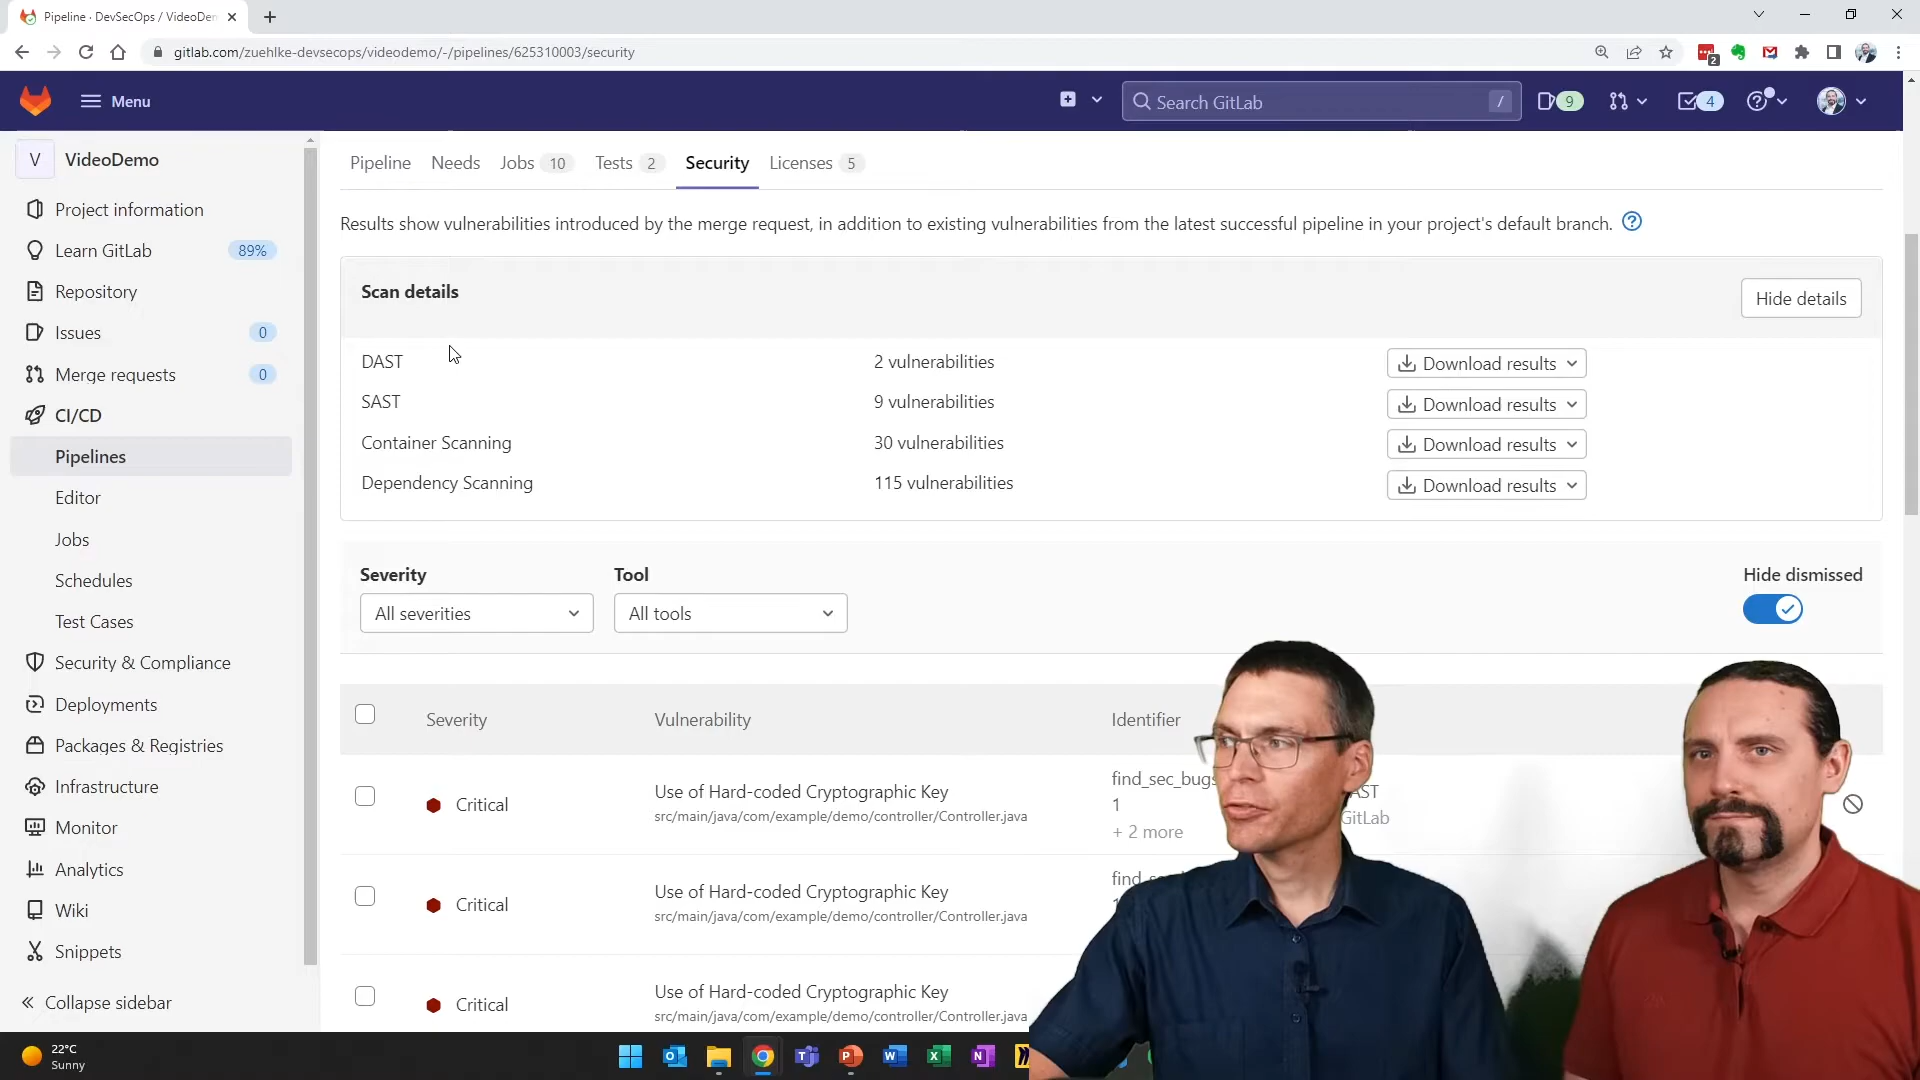 Pipeline · DevSecOps / VideoDem
gitlab.com/zuehlke-devsecops/videodemo/-/pipelines/625310003/security
2
Menu
Search GitLab
/
9
4
V
VideoDemo
Project information
Learn GitLab 89%
Repository
Issues 0
Merge requests 0
CI/CD
Pipelines
Editor
Jobs
Schedules
Test Cases
Security & Compliance
Deployments
Packages & Registries
Infrastructure
Monitor
Analytics
Wiki
Snippets
Collapse sidebar
Pipeline Needs Jobs 10 Tests 2 Security Licenses 5
Results show vulnerabilities introduced by the merge request, in addition to existing vulnerabilities from the latest successful pipeline in your project's default branch.
Scan details
Hide details
DAST 2 vulnerabilities Download results
SAST 9 vulnerabilities Download results
Container Scanning 30 vulnerabilities Download results
Dependency Scanning 115 vulnerabilities Download results
Severity Tool Hide dismissed
All severities All tools
Severity Vulnerability Identifier
Critical
Use of Hard-coded Cryptographic Key
src/main/java/com/example/demo/controller/Controller.java
find_sec_bugs
1
+ 2 more
GitLab
Critical
Use of Hard-coded Cryptographic Key
src/main/java/com/example/demo/controller/Controller.java
Critical
Use of Hard-coded Cryptographic Key
src/main/java/com/example/demo/controller/Controller.java
22°C
Sunny